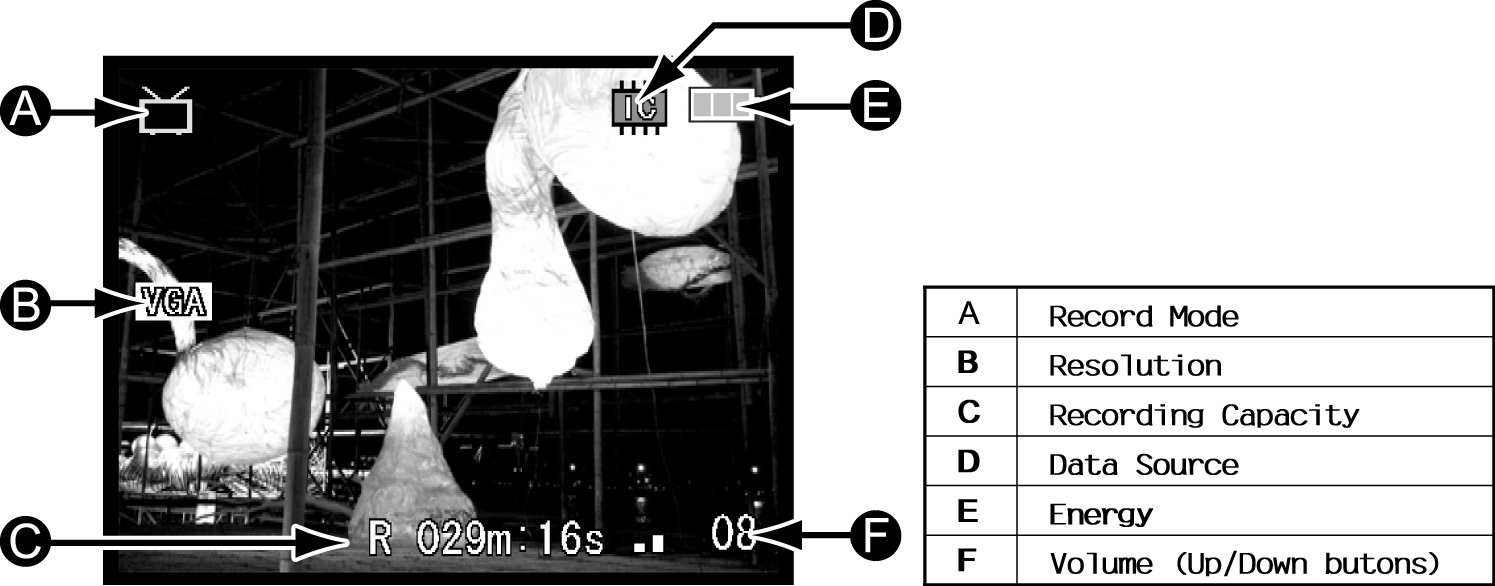 D
A
IC
E
B
VGA
C
R 029m:16s
08
F
A Record Mode
B Resolution
C Recording Capacity
D Data Source
E Energy
F Volume (Up/Down butons)